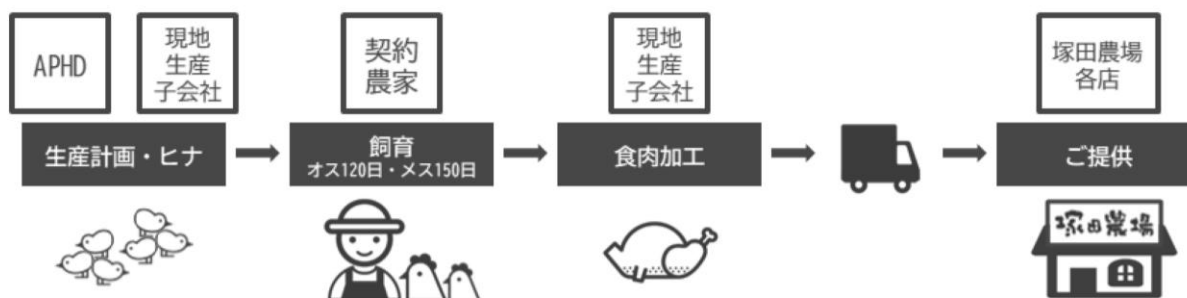 APHD
現地
生産
子会社
契約
農家
現地
生産
子会社
塚田農場
各店
生産計画・ヒナ
飼育
オス120日・メス150日
食肉加工
ご提供
塚田農場